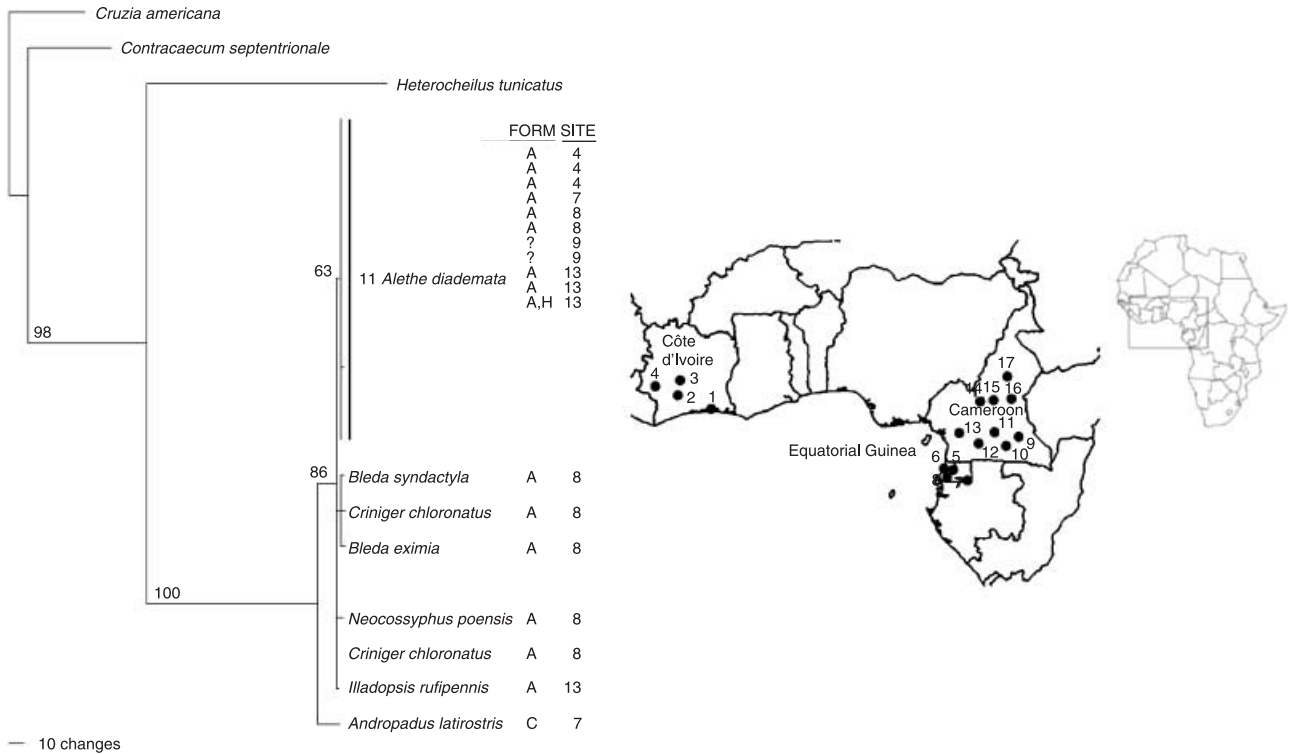 Cruzia americana
Contracaecum septentrionale
Heterocheilus tunicatus
FORM SITE
A 4
A 4
A 4
A 7
A 8
A 8
? 9
? 9
63
11 Alethe diademata
A 13
A 13
A,H 13
98
86
Bleda syndactyla A 8
Criniger chloronatus A 8
Bleda eximia A 8
100
Neocossyphus poensis A 8
Criniger chloronatus A 8
Illadopsis rufipennis A 13
Andropadus latirostris C 7
10 changes
Côte
d'Ivoire
4 3
2 1
17
14 15 16
Cameroon
13 11
9
12 10
Equatorial Guinea
6 5
8 7